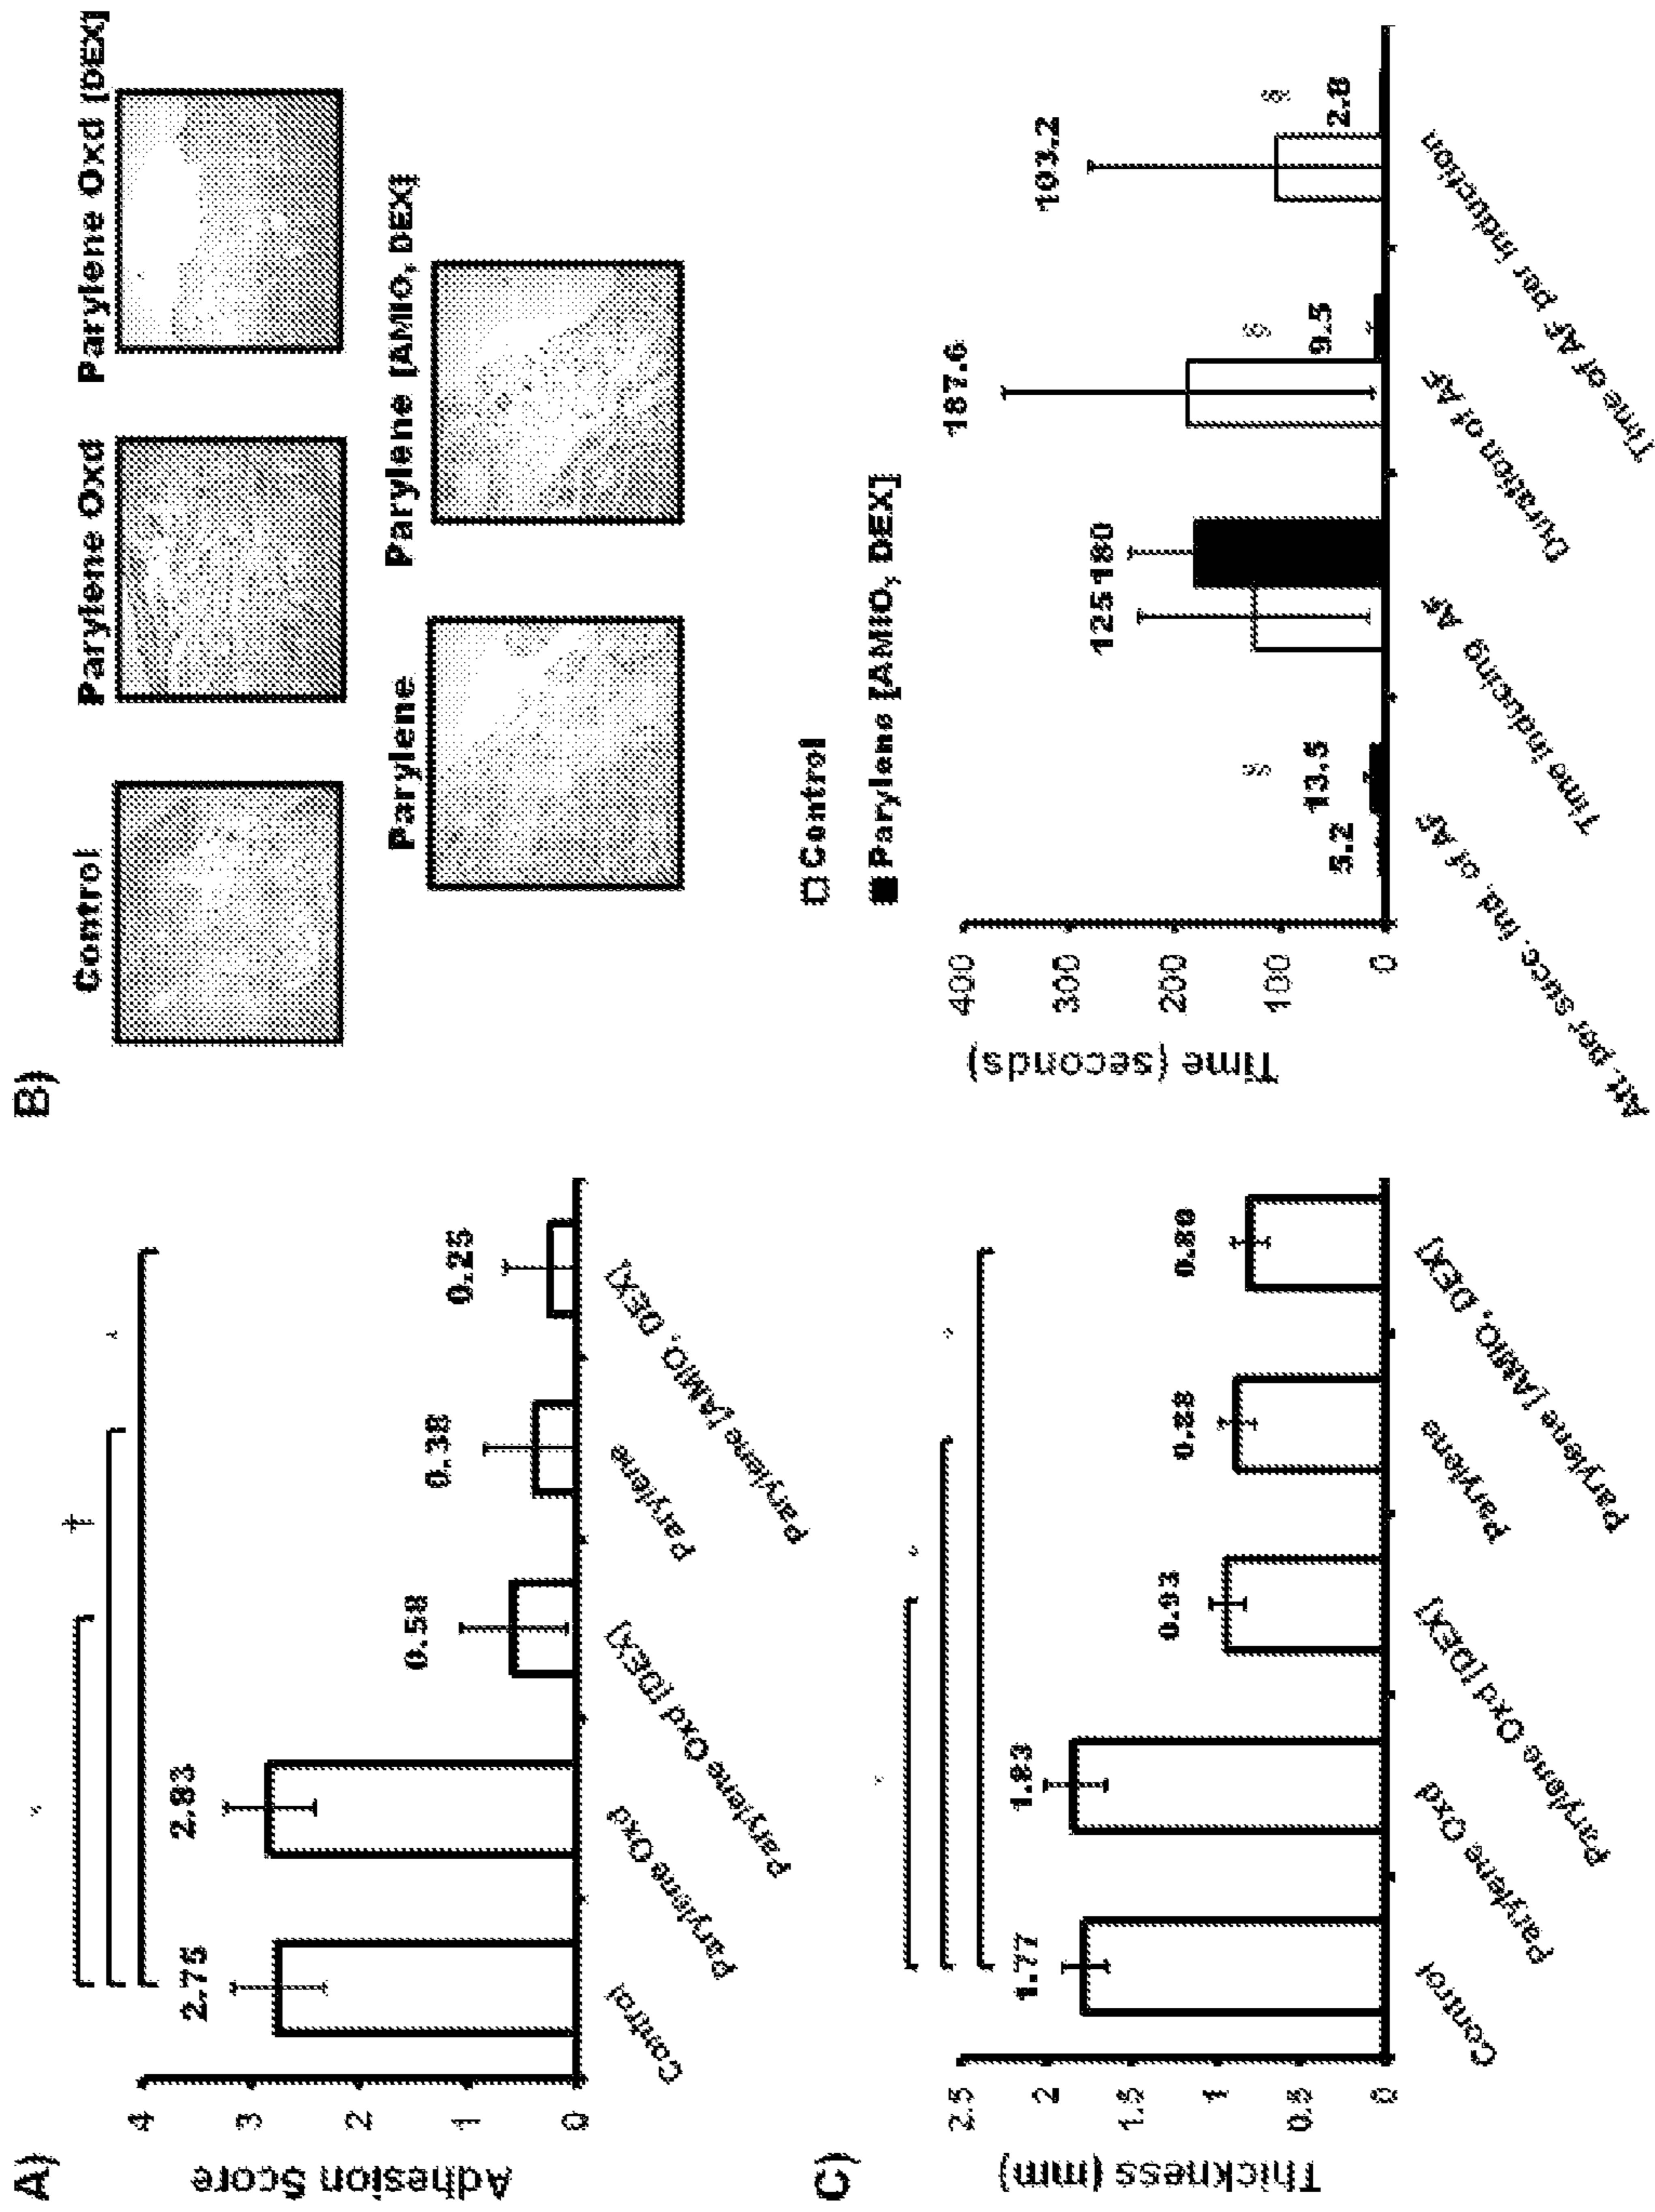 A)
Adhesion Score
4
3
2
1
0
2.75
2.83
0.58
0.38
0.25
Control
Parylene Oxd
Parylene Oxd [DEX]
Parylene
Parylene [AMIO, DEX]
B)
Control
Parylene Oxd
Parylene Oxd [DEX]
Parylene
Parylene [AMIO, DEX]
C)
Thickness (mm)
2.5
2
1.5
1
0.5
0
1.77
1.83
0.93
Control
Parylene Oxd
Parylene Oxd [DEX]
Parylene
Parylene [AMIO, DEX]
Control
Parylene [AMIO, DEX]
Time (seconds)
400
300
200
100
0
5.2
13.5
§
125
180
187.6
9.5
§
103.2
2.8
§
Att. per succ. ind. of AF
Time inducing AF
Duration of AF
Time of AF per induction